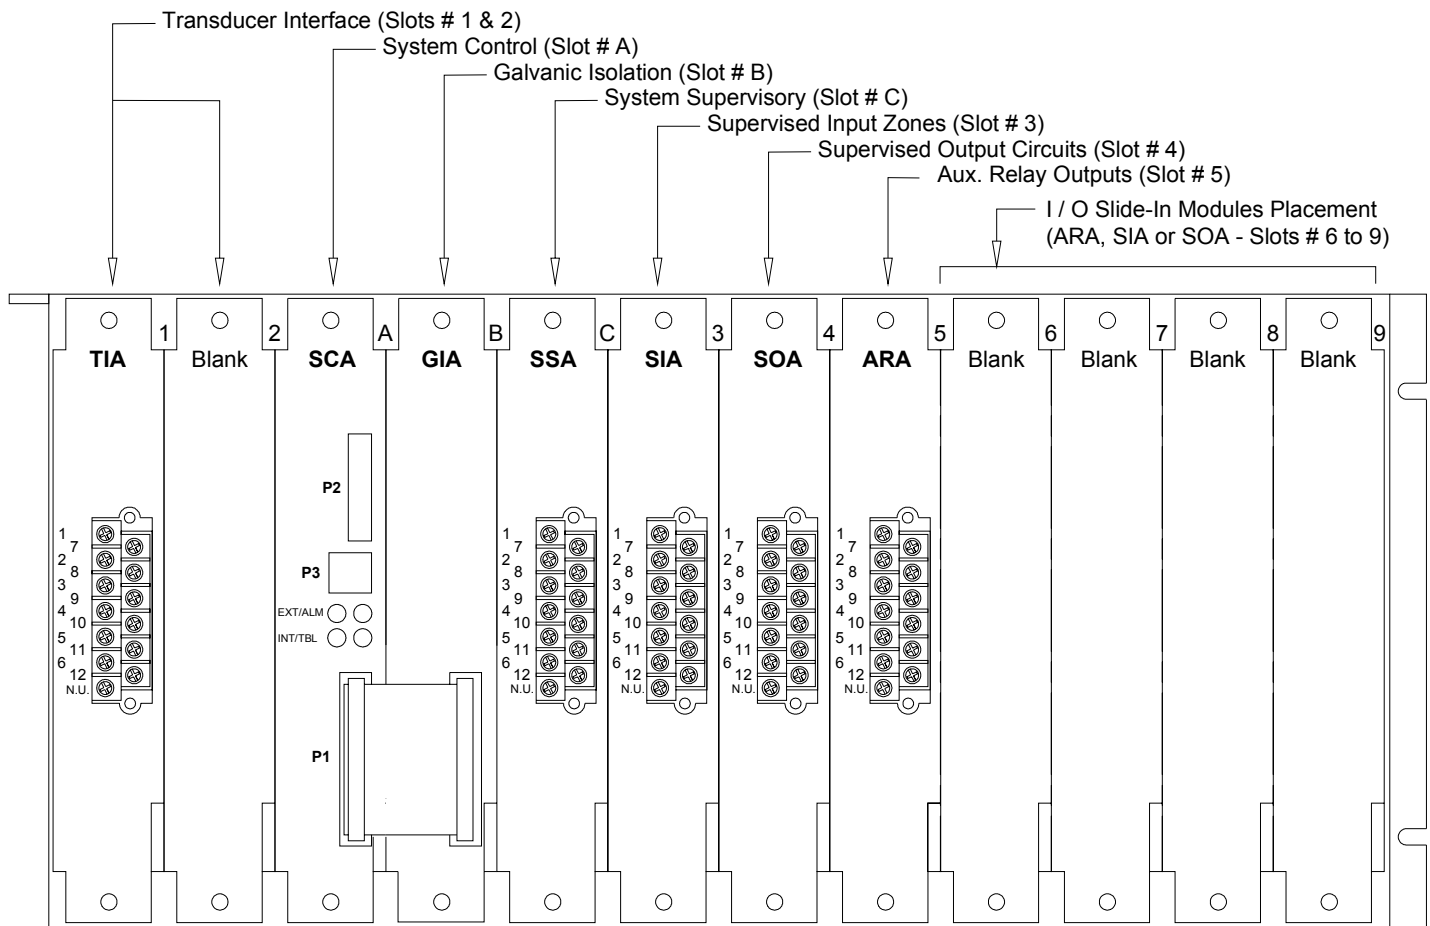 Transducer Interface (Slots # 1 & 2)
System Control (Slot # A)
Galvanic Isolation (Slot # B)
System Supervisory (Slot # C)
Supervised Input Zones (Slot # 3)
Supervised Output Circuits (Slot # 4)
Aux. Relay Outputs (Slot # 5)
I / O Slide-In Modules Placement
(ARA, SIA or SOA - Slots # 6 to 9)
1 2 A B C 3 4 5 6 7 8 9
TIA Blank SCA GIA SSA SIA SOA ARA Blank Blank Blank Blank
P2
P3
EXT/ALM
INT/TBL
P1
1
7
2
8
3
9
4
10
5
11
6
12
N.U.
1
7
2
8
3
9
4
10
5
11
6
12
N.U.
1
7
2
8
3
9
4
10
5
11
6
12
N.U.
1
7
2
8
3
9
4
10
5
11
6
12
N.U.
1
7
2
8
3
9
4
10
5
11
6
12
N.U.